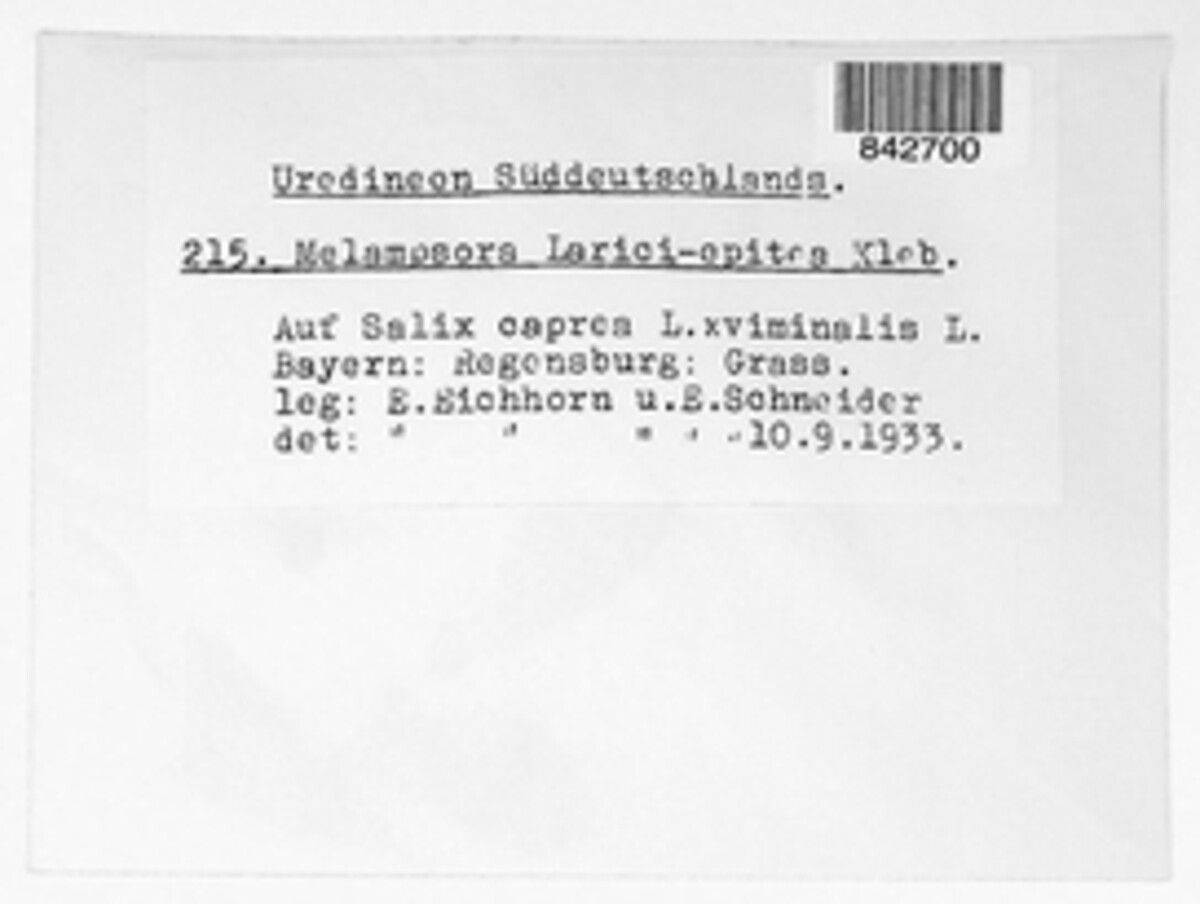 842700
Uredineen Süddeutschlands.
215. Melampsora Larici-epitea Kleb.
Auf Salix caprea L.xviminalis L.
Bayern: Regensburg: Grass.
leg: E.Eichhorn u.E.Schneider
det: " " " " "10.9.1933.